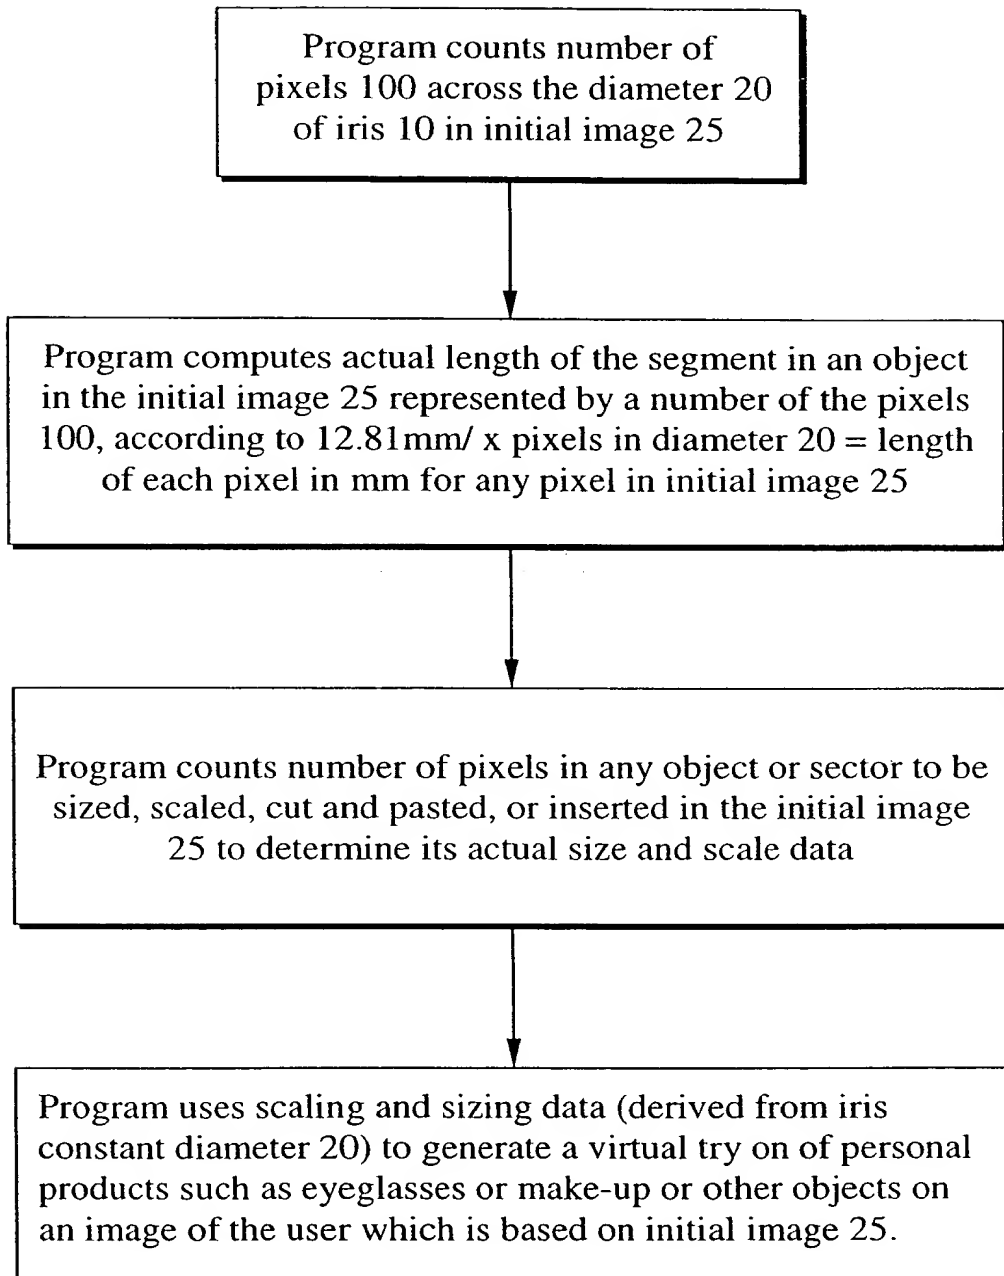 Program counts number of
pixels 100 across the diameter 20
of iris 10 in initial image 25
Program computes actual length of the segment in an object
in the initial image 25 represented by a number of the pixels
100, according to 12.81mm/ x pixels in diameter 20 = length
of each pixel in mm for any pixel in initial image 25
Program counts number of pixels in any object or sector to be
sized, scaled, cut and pasted, or inserted in the initial image
25 to determine its actual size and scale data
Program uses scaling and sizing data (derived from iris
constant diameter 20) to generate a virtual try on of personal
products such as eyeglasses or make-up or other objects on
an image of the user which is based on initial image 25.